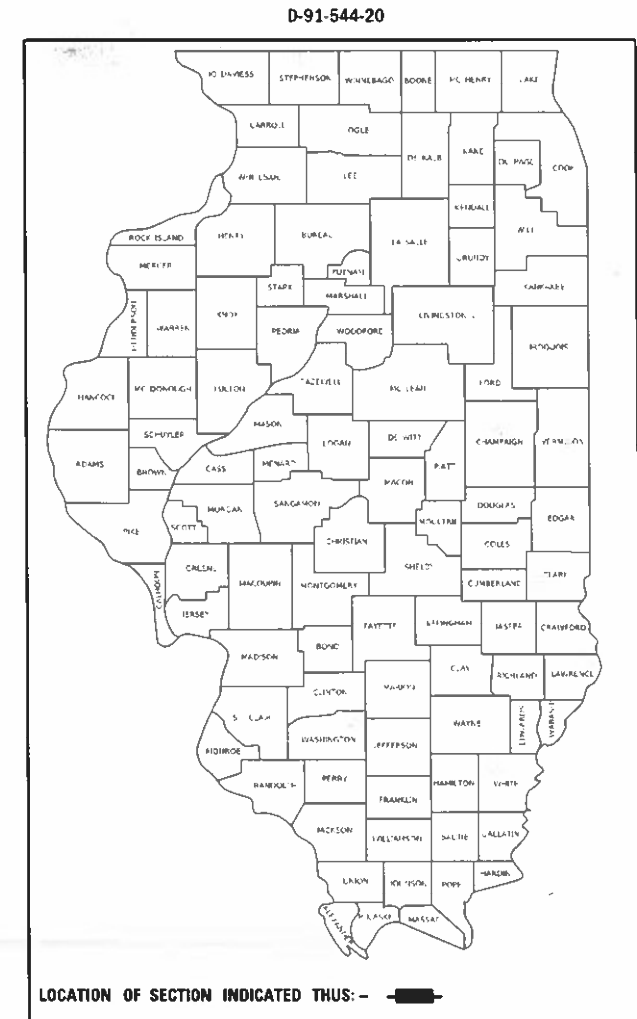 D-91-544-20
JO DAVIESS STEPHENSON WINNEBAGO BOONE MC HENRY LAKE
CARROLL OGLE
DE KALB KANE DU PAGE COOK
WHITESIDE LEE
KENDALL
ROCK ISLAND HENRY BUREAU LA SALLE WILL
MERCER PUTNAM GRUNDY
STARK MARSHALL KANKAKEE
HENDERSON WARREN KNOX PEORIA WOODFORD LIVINGSTON IROQUOIS
HANCOCK MC DONOUGH FULTON TAZEWELL MC LEAN FORD
MASON
SCHUYLER LOGAN DE WITT CHAMPAIGN VERMILION
ADAMS BROWN CASS MENARD PIATT
MACON
PIKE SCOTT MORGAN SANGAMON MOULTRIE DOUGLAS EDGAR
CHRISTIAN
COLES
CALHOUN GREENE MACOUPIN MONTGOMERY SHELBY CUMBERLAND CLARK
JERSEY FAYETTE EFFINGHAM JASPER CRAWFORD
MADISON BOND
CLAY RICHLAND LAWRENCE
CLINTON MARION
ST CLAIR WAYNE EDWARDS WABASH
MONROE WASHINGTON JEFFERSON
RANDOLPH PERRY HAMILTON WHITE
FRANKLIN
JACKSON WILLIAMSON SALINE GALLATIN
UNION JOHNSON POPE HARDIN
ALEXANDER PULASKI MASSAC
LOCATION OF SECTION INDICATED THUS: –